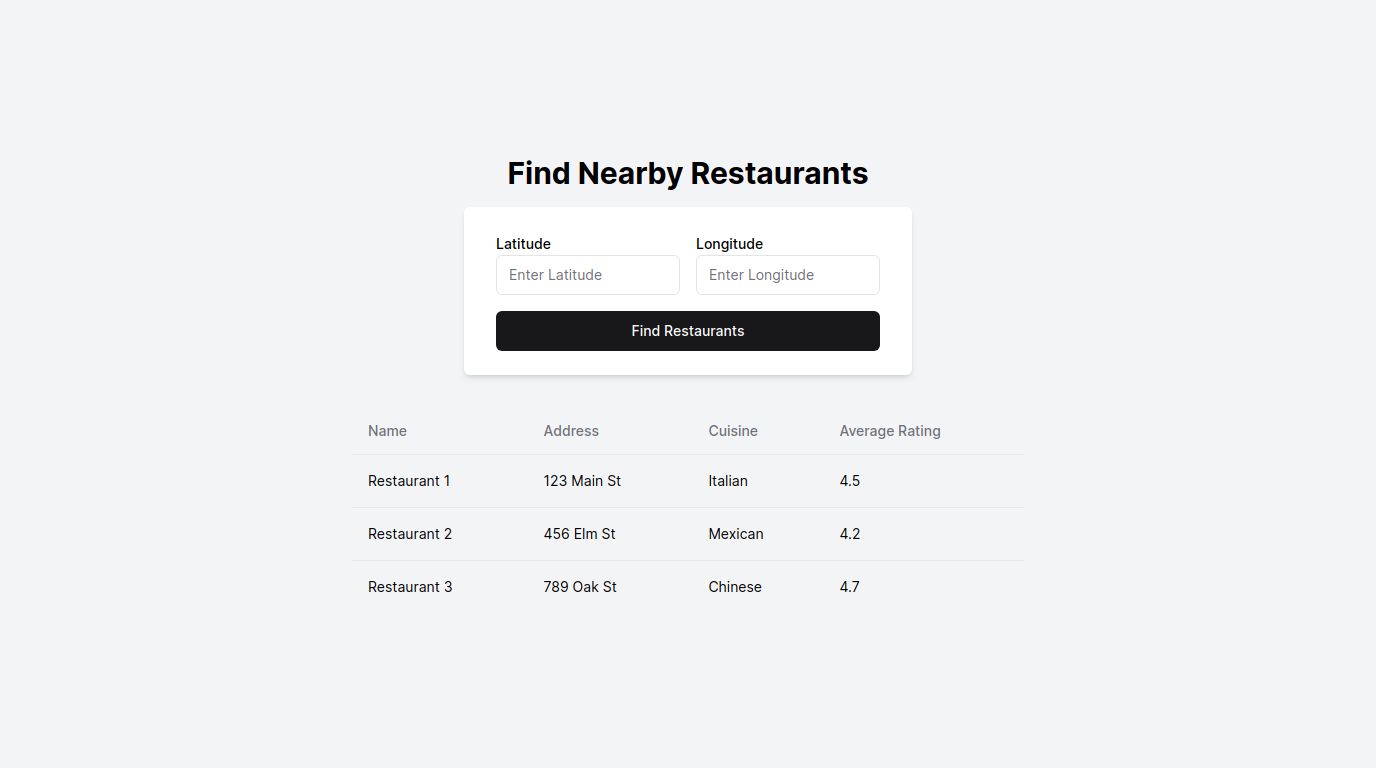 Find Nearby Restaurants
Latitude Longitude
Enter Latitude Enter Longitude
Find Restaurants
Name Address Cuisine Average Rating
Restaurant 1 123 Main St Italian 4.5
Restaurant 2 456 Elm St Mexican 4.2
Restaurant 3 789 Oak St Chinese 4.7